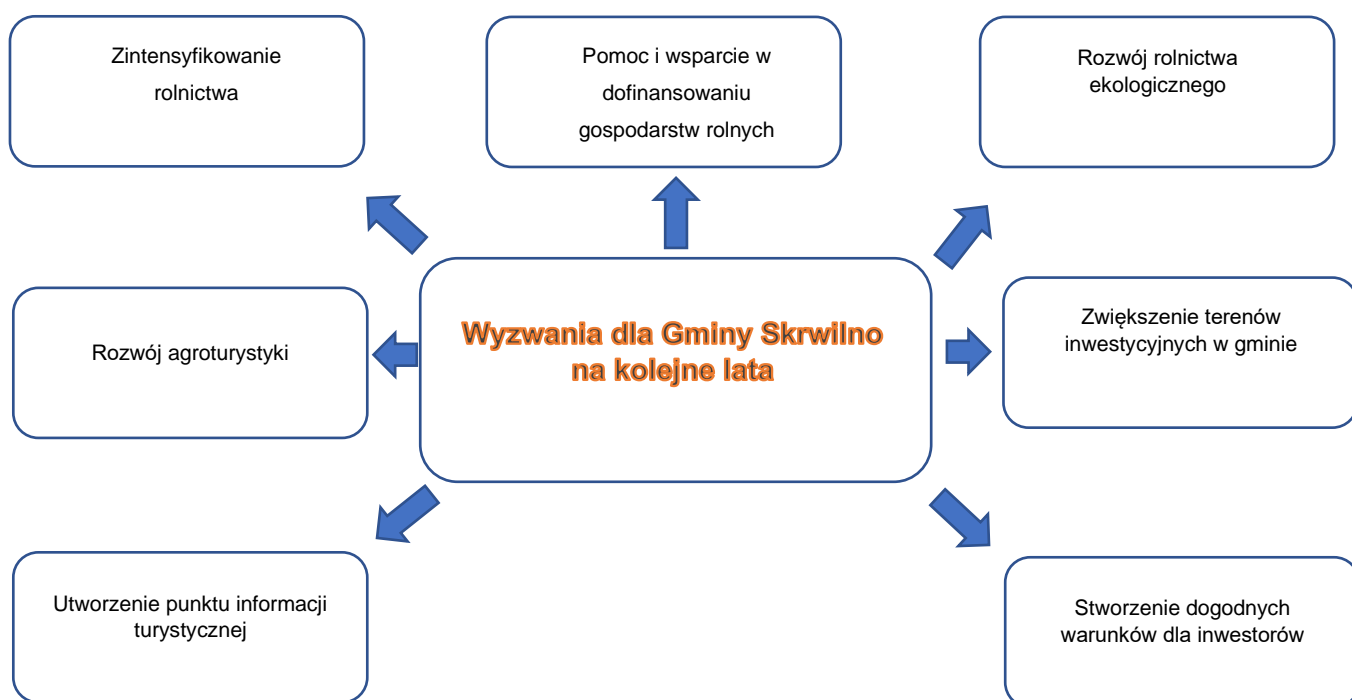 Zintensyfikowanie
rolnictwa
Pomoc i wsparcie w
dofinansowaniu
gospodarstw rolnych
Rozwój rolnictwa
ekologicznego
Wyzwania dla Gminy Skrwilno
na kolejne lata
Rozwój agroturystyki
Zwiększenie terenów
inwestycyjnych w gminie
Utworzenie punktu informacji
turystycznej
Stworzenie dogodnych
warunków dla inwestorów